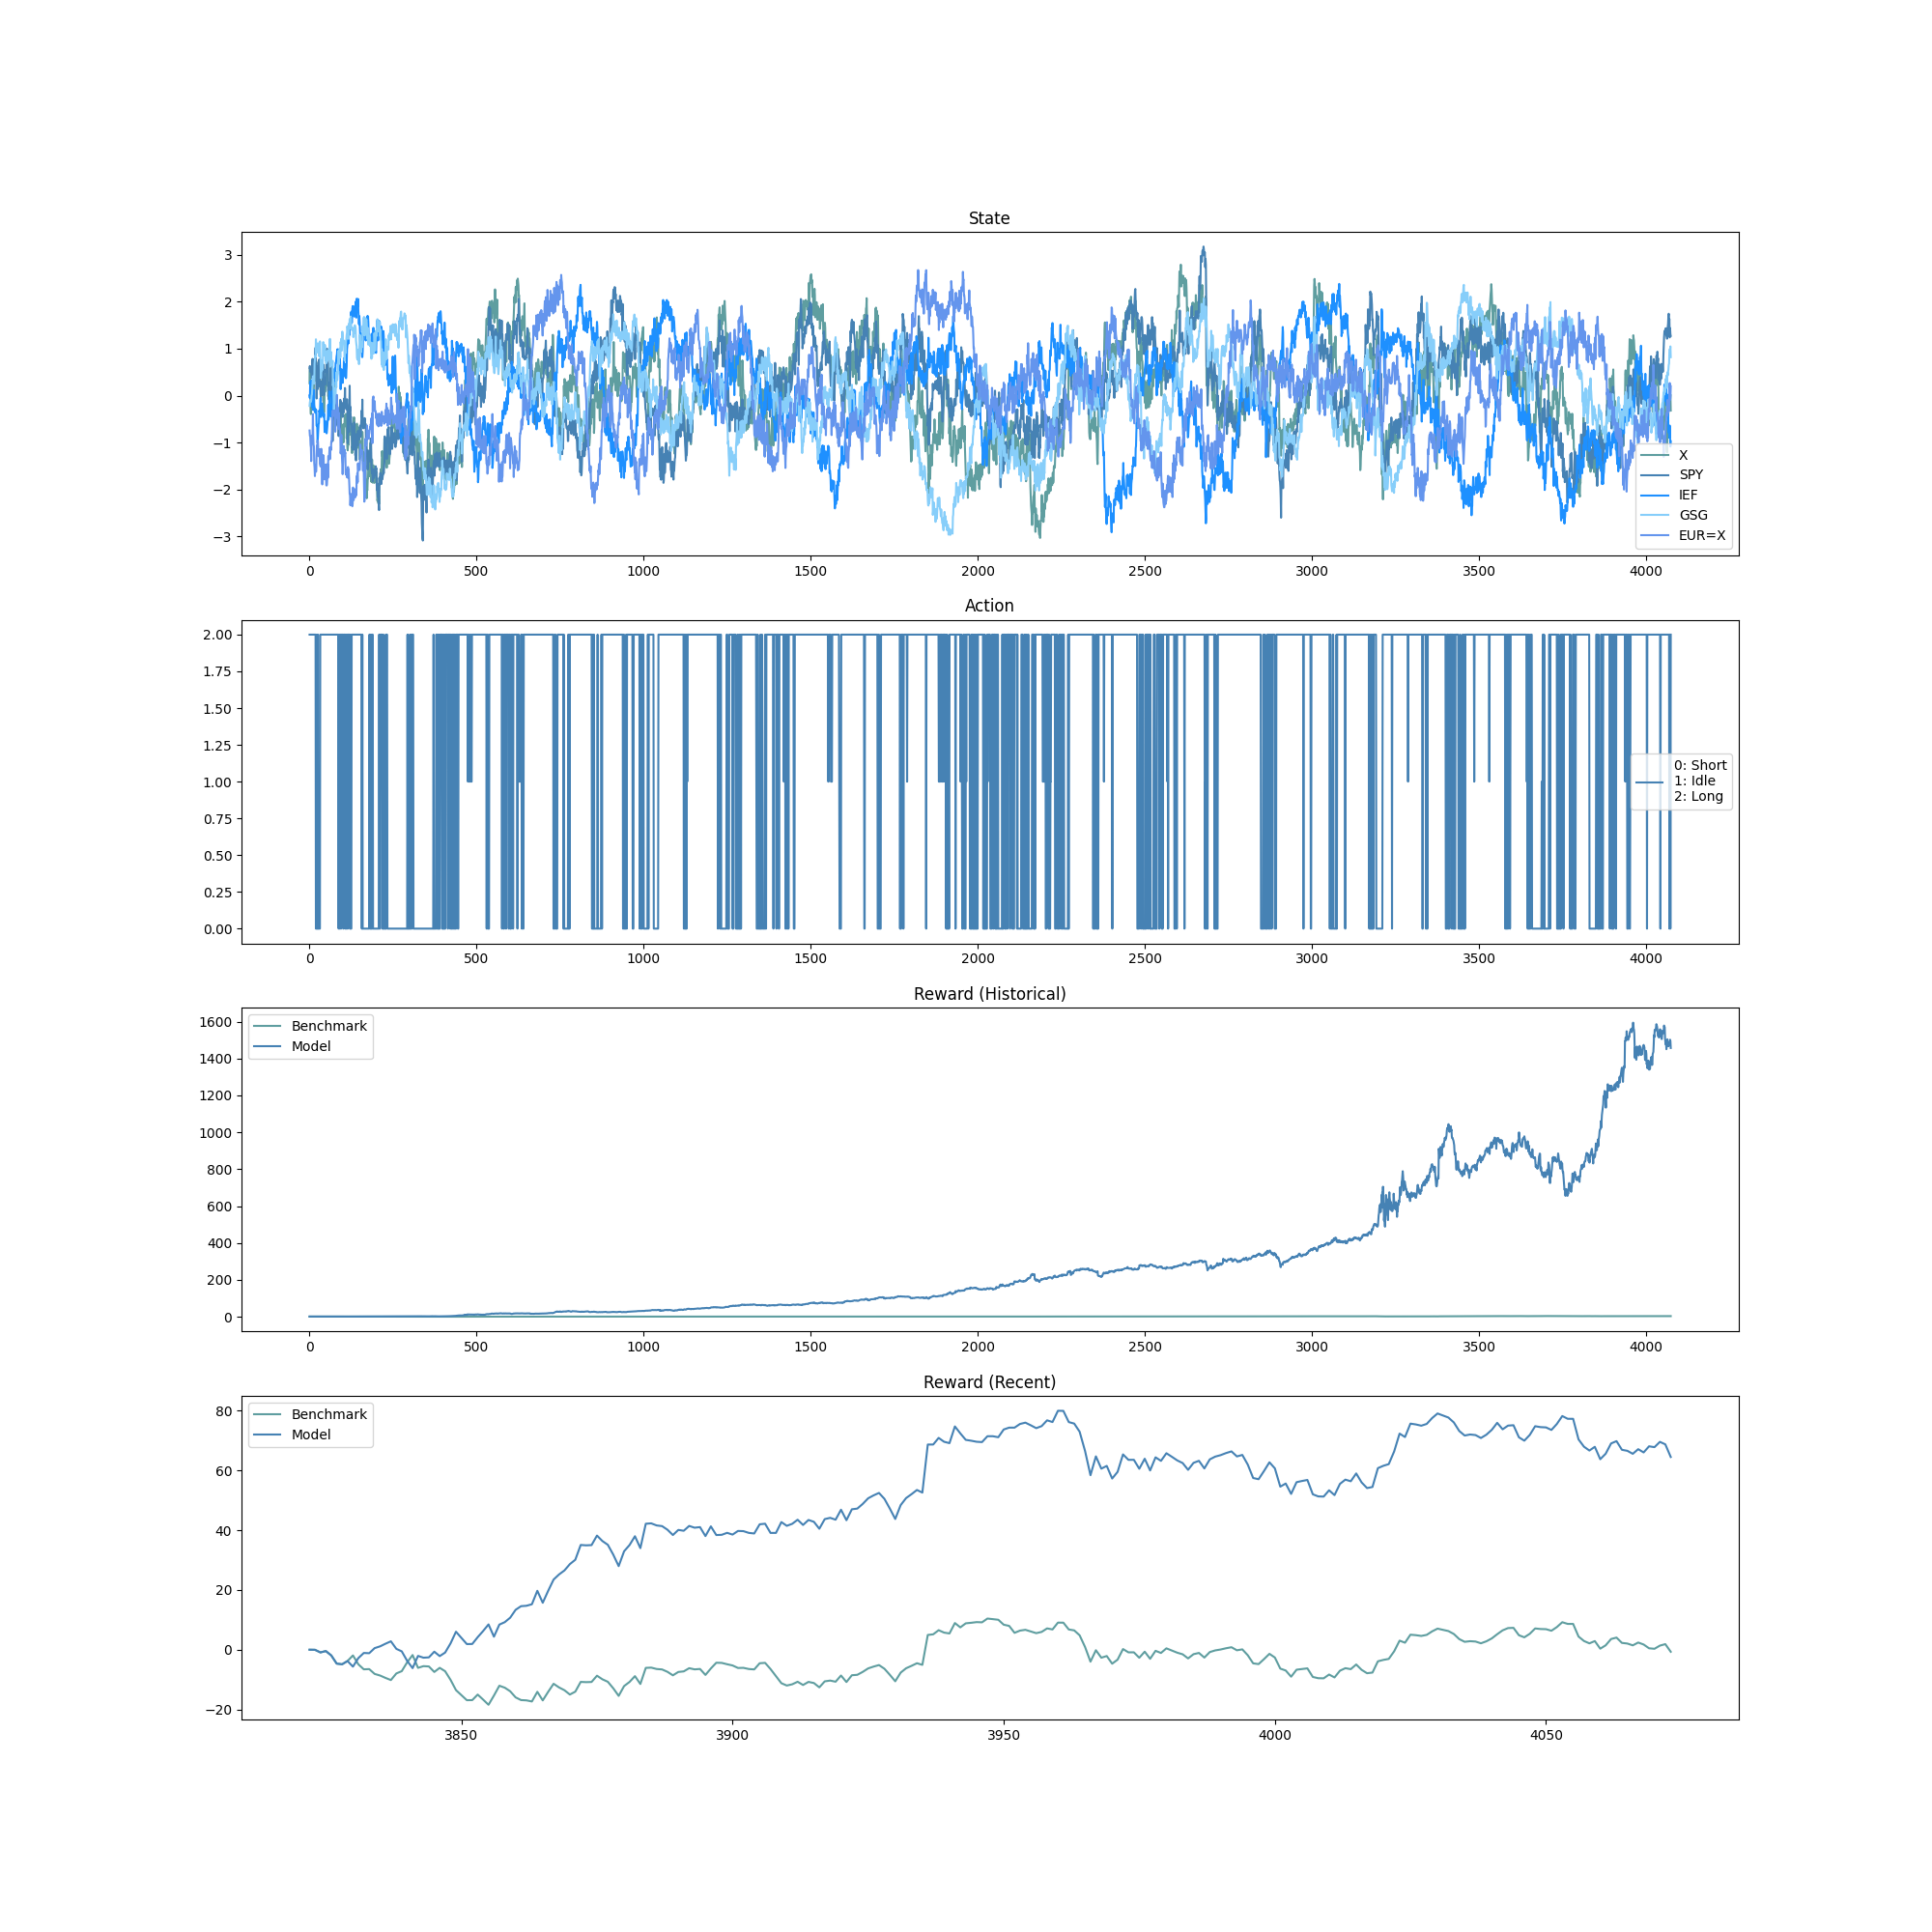 State
3
2
1
0
−1
−2
−3
X
SPY
IEF
GSG
EUR=X
0 500 1000 1500 2000 2500 3000 3500 4000
Action
2.00
1.75
1.50
1.25
1.00
0.75
0.50
0.25
0.00
0: Short
1: Idle
2: Long
0 500 1000 1500 2000 2500 3000 3500 4000
Reward (Historical)
Benchmark
Model
1600
1400
1200
1000
800
600
400
200
0
0 500 1000 1500 2000 2500 3000 3500 4000
Reward (Recent)
Benchmark
Model
80
60
40
20
0
−20
3850 3900 3950 4000 4050